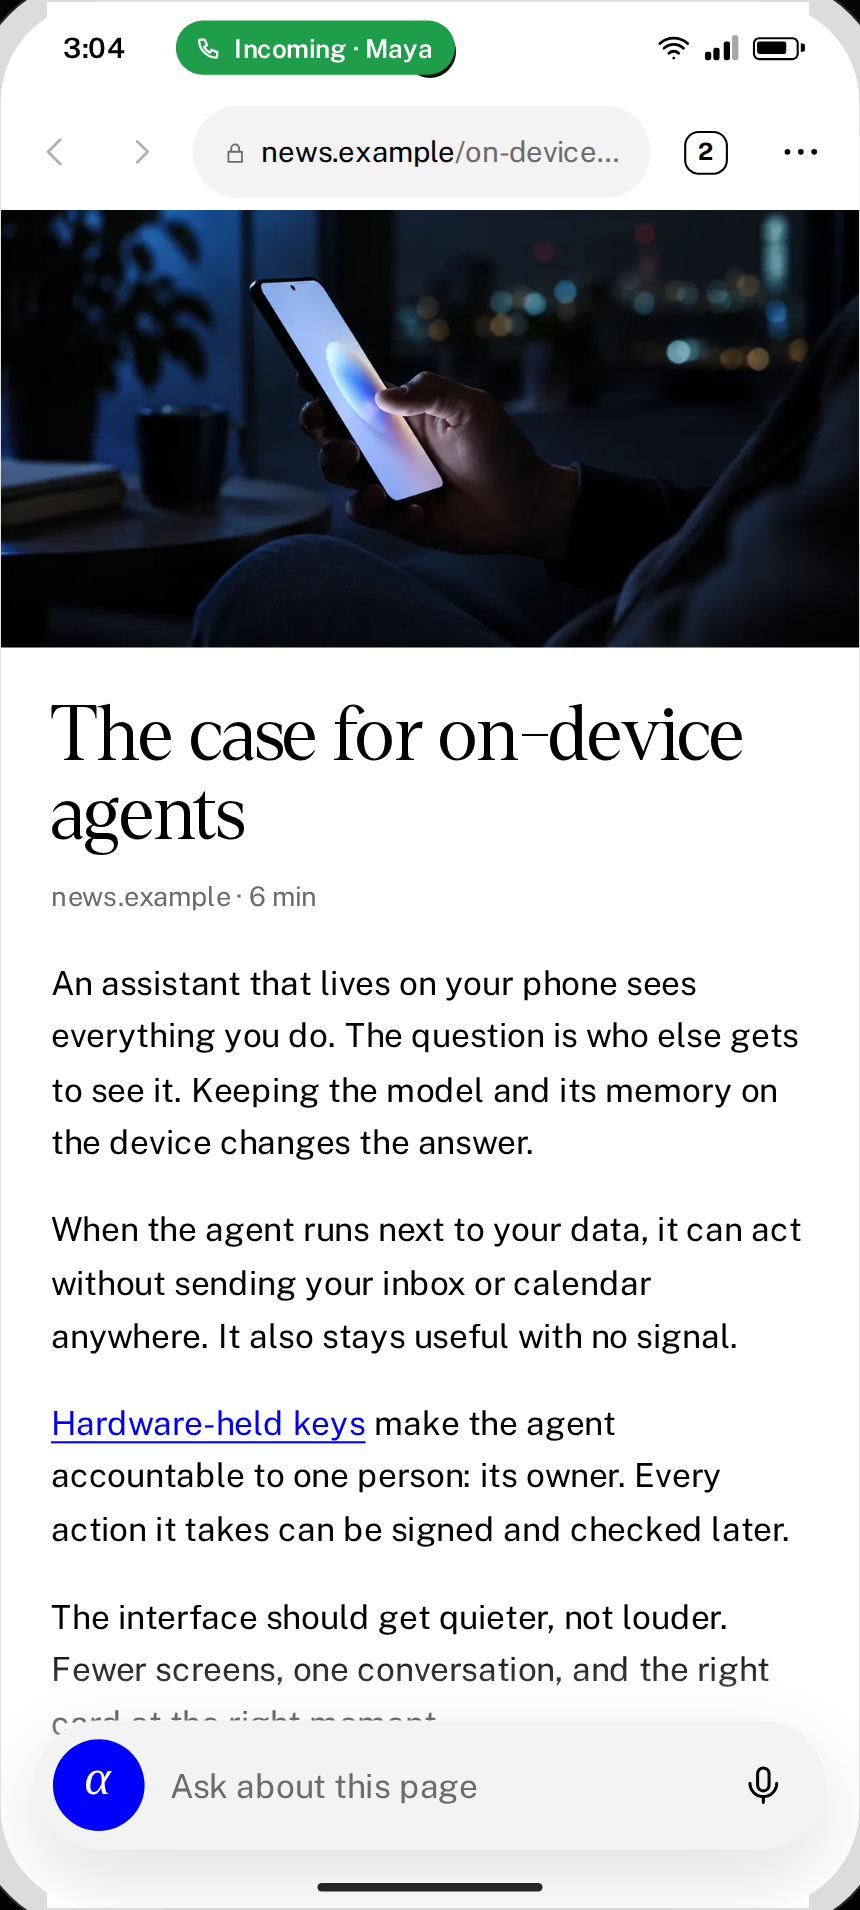 3:04
Incoming · Maya
news.example/on-device...
2
The case for on-device
agents
news.example · 6 min
An assistant that lives on your phone sees
everything you do. The question is who else gets
to see it. Keeping the model and its memory on
the device changes the answer.
When the agent runs next to your data, it can act
without sending your inbox or calendar
anywhere. It also stays useful with no signal.
Hardware-held keys make the agent
accountable to one person: its owner. Every
action it takes can be signed and checked later.
The interface should get quieter, not louder.
Fewer screens, one conversation, and the right
card at the right moment
α
Ask about this page